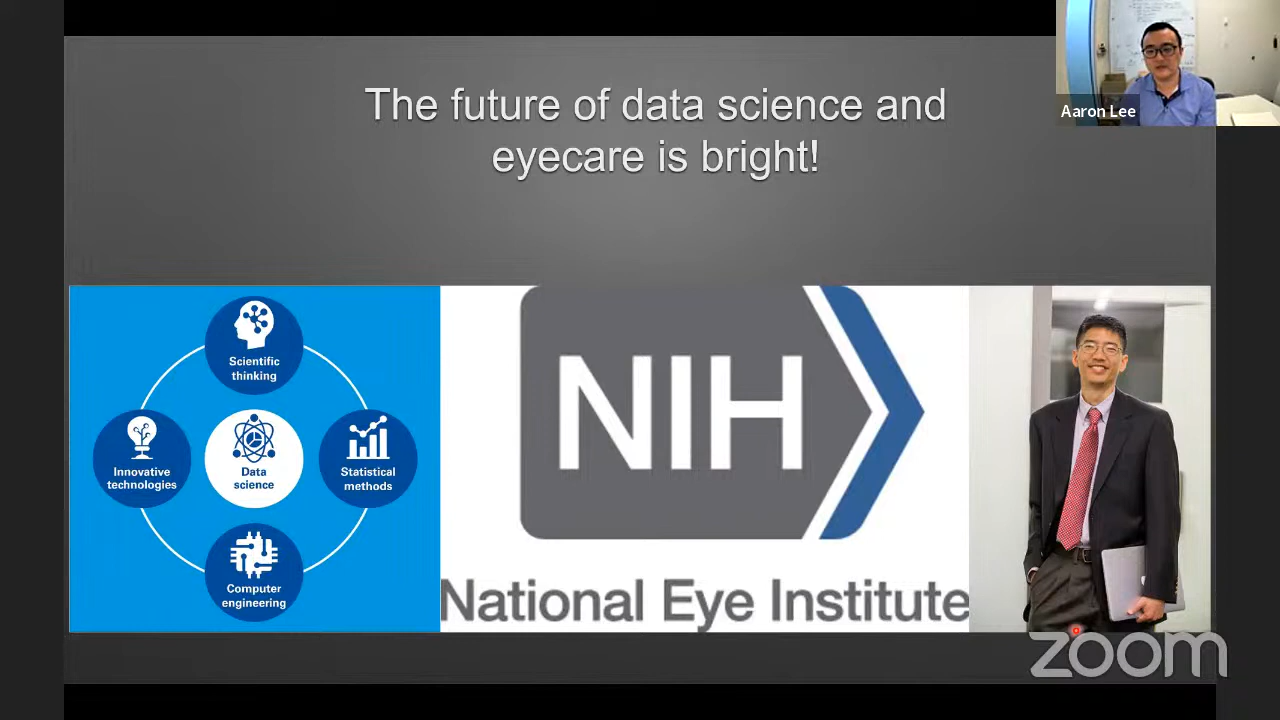 The future of data science and
eyecare is bright!
Aaron Lee
Scientific
thinking
Innovative
technologies
Data
science
Statistical
methods
Computer
engineering
NIH
National Eye Institute
zoom